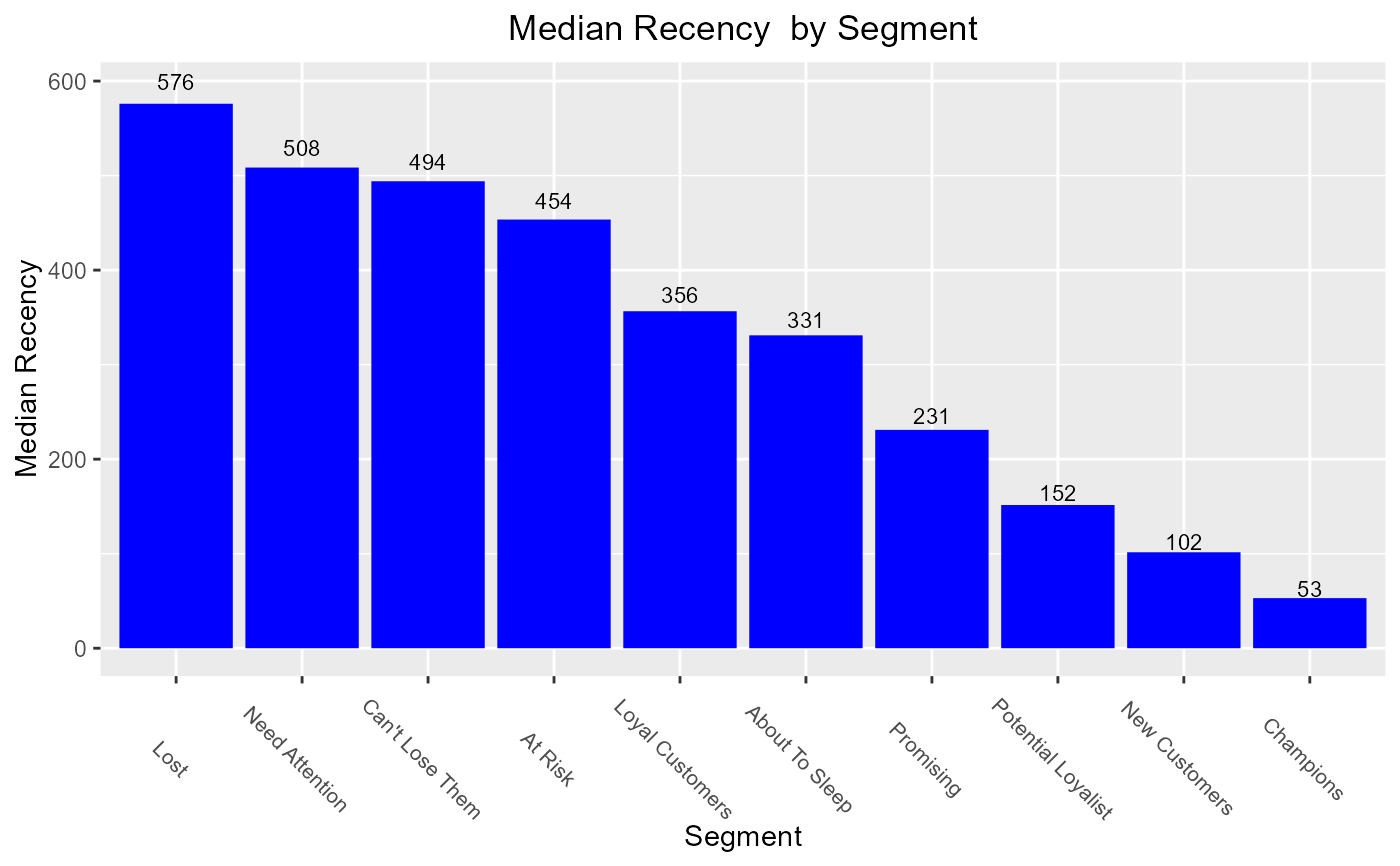 Median Recency  by Segment
Median Recency
600
400
200
0
576
508
494
454
356
331
231
152
102
53
Lost
Need Attention
Can't Lose Them
At Risk
Loyal Customers
About To Sleep
Promising
Potential Loyalist
New Customers
Champions
Segment